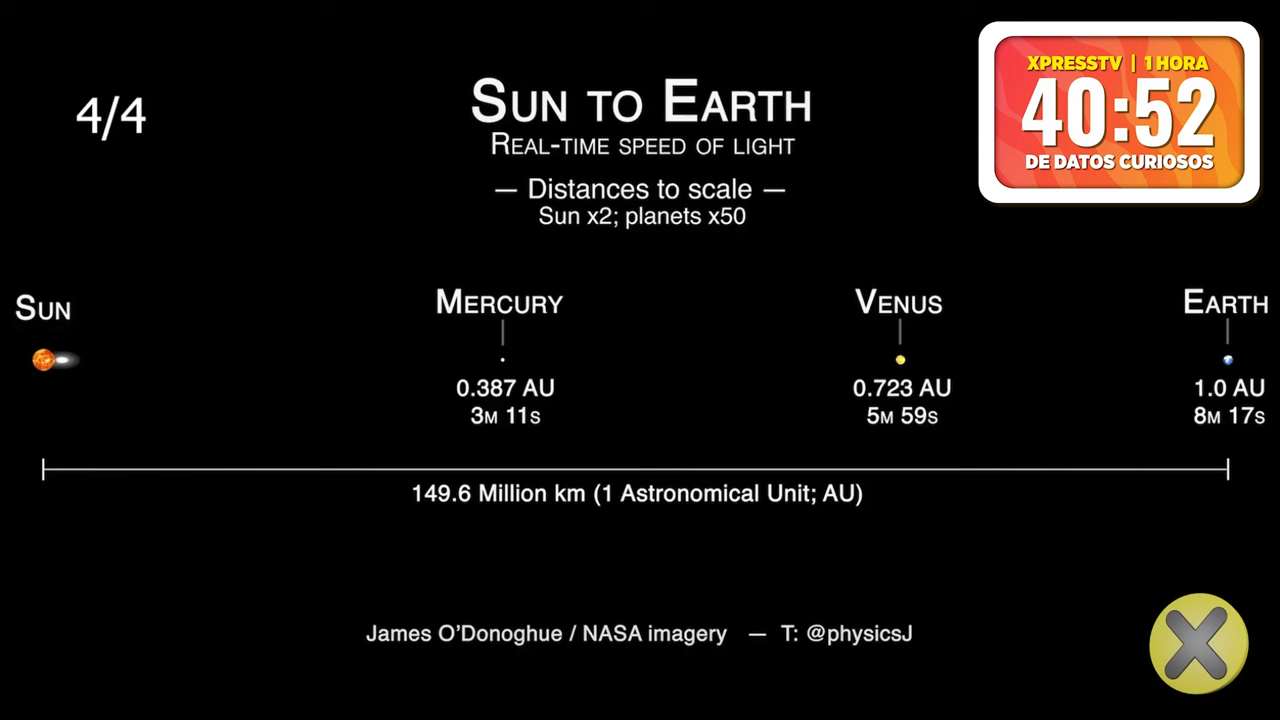 4/4
SUN TO EARTH
REAL-TIME SPEED OF LIGHT
— Distances to scale —
Sun x2; planets x50
XPRESSTV | 1 HORA
40:52
DE DATOS CURIOSOS
SUN
MERCURY
VENUS
EARTH
0.387 AU
3M 11S
0.723 AU
5M 59S
1.0 AU
8M 17S
149.6 Million km (1 Astronomical Unit; AU)
James O'Donoghue / NASA imagery — T: @physicsJ
X